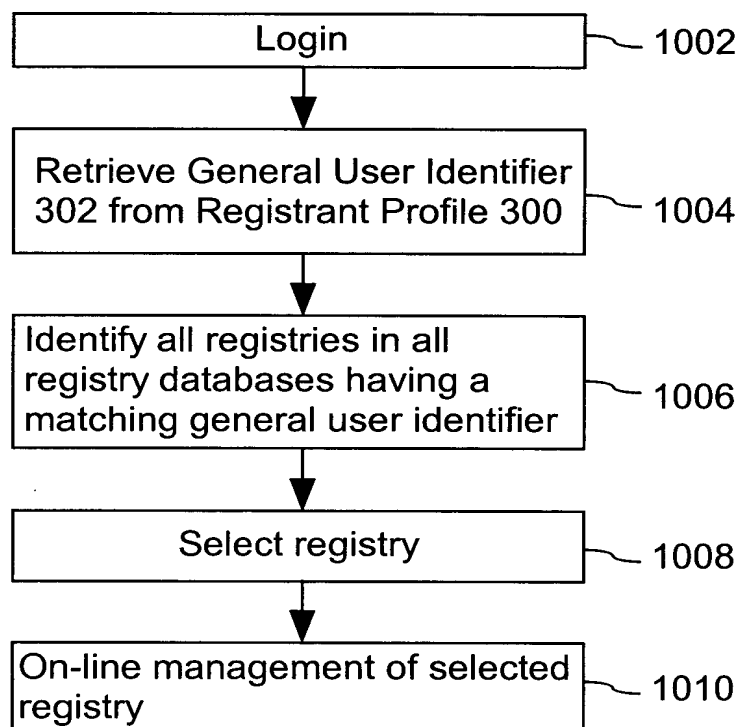 Login
1002
Retrieve General User Identifier
302 from Registrant Profile 300
1004
Identify all registries in all
registry databases having a
matching general user identifier
1006
Select registry
1008
On-line management of selected
registry
1010